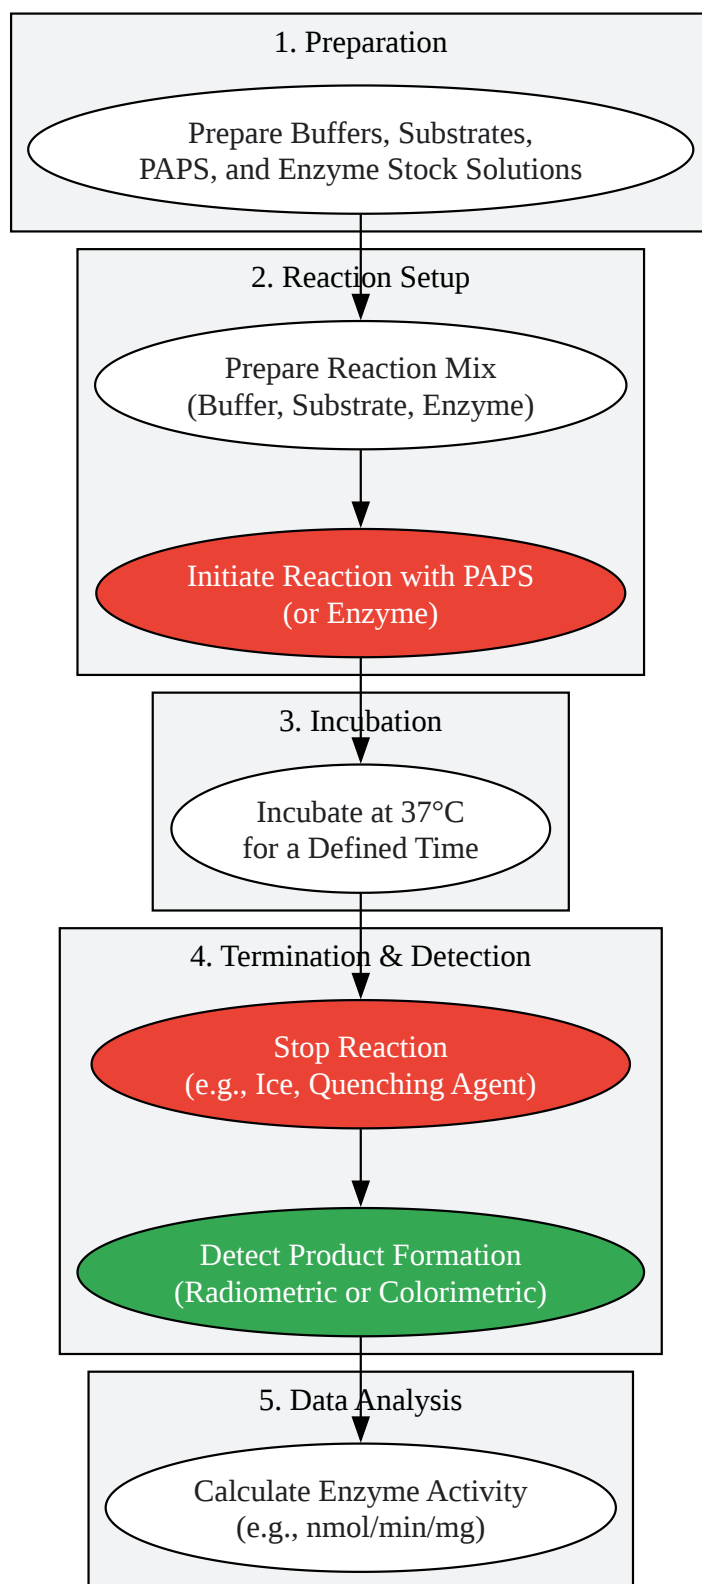 1. Preparation
Prepare Buffers, Substrates,
PAPS, and Enzyme Stock Solutions
2. Reaction Setup
Prepare Reaction Mix
(Buffer, Substrate, Enzyme)
Initiate Reaction with PAPS
(or Enzyme)
3. Incubation
Incubate at 37°C
for a Defined Time
4. Termination & Detection
Stop Reaction
(e.g., Ice, Quenching Agent)
Detect Product Formation
(Radiometric or Colorimetric)
5. Data Analysis
Calculate Enzyme Activity
(e.g., nmol/min/mg)